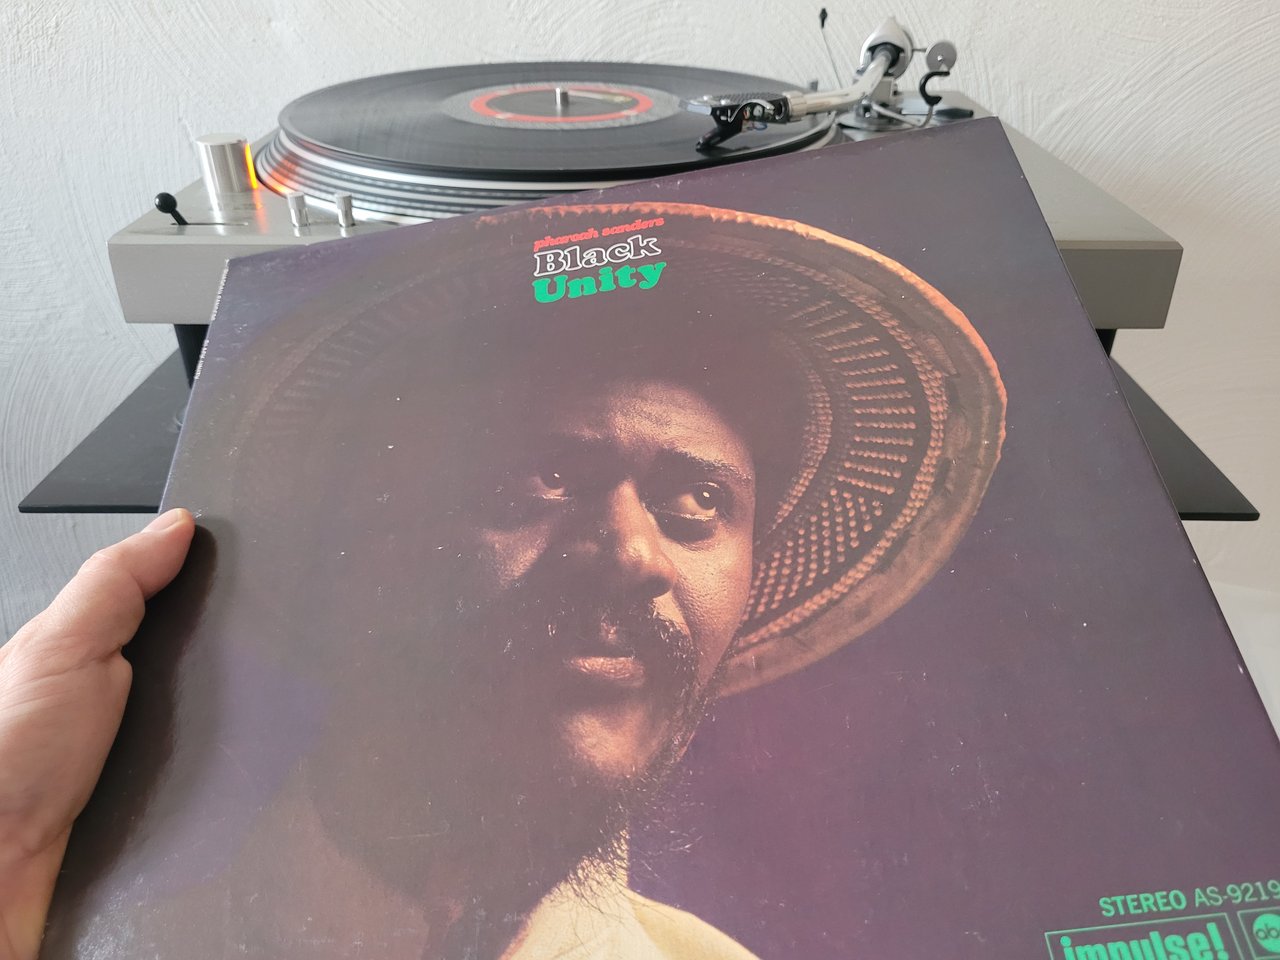 pharoah sanders
Black
Unity
STEREO AS-9219
impulse!
abc